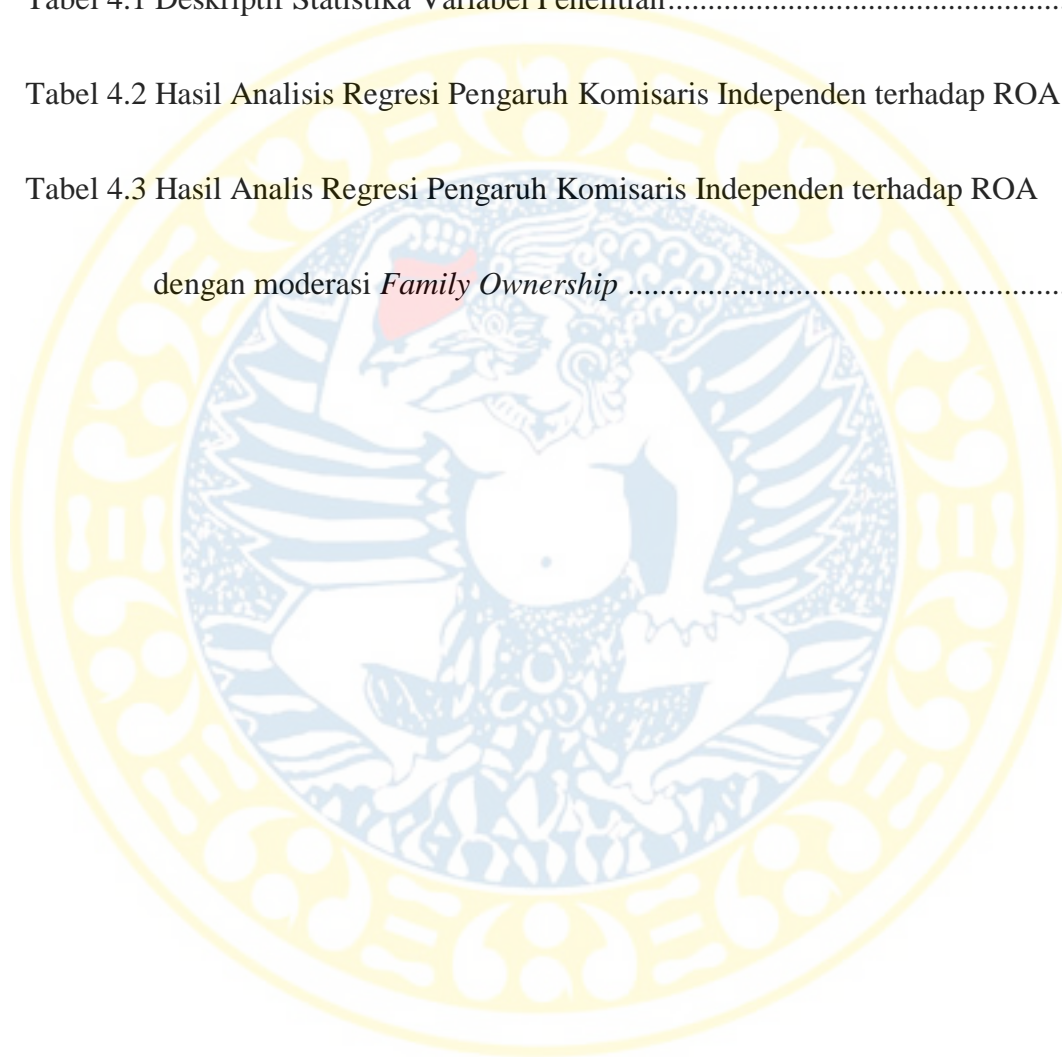 Tabel 4.1 Deskriptif Statistika Variabel Penelitian......................................................
Tabel 4.2 Hasil Analisis Regresi Pengaruh Komisaris Independen terhadap ROA
Tabel 4.3 Hasil Analis Regresi Pengaruh Komisaris Independen terhadap ROA
dengan moderasi Family Ownership ......................................................